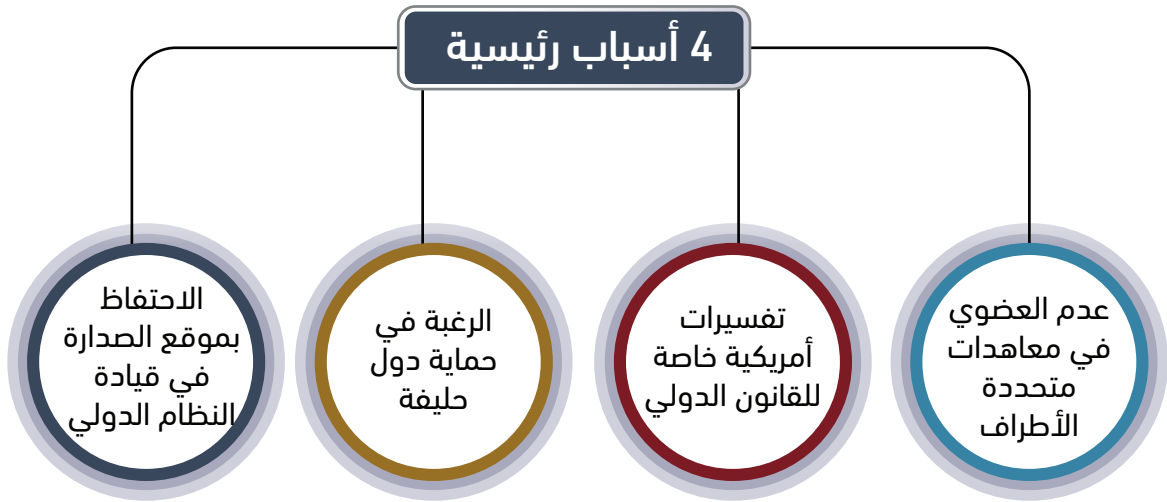 4 أسباب رئيسية
عدم العضوي
في معاهدات
متحددة
الأطراف
تفسيرات
أمريكية خاصة
للقانون الدولي
الرغبة في
حماية دول
حليفة
الاحتفاظ
بموقع الصدارة
في قيادة
النظام الدولي